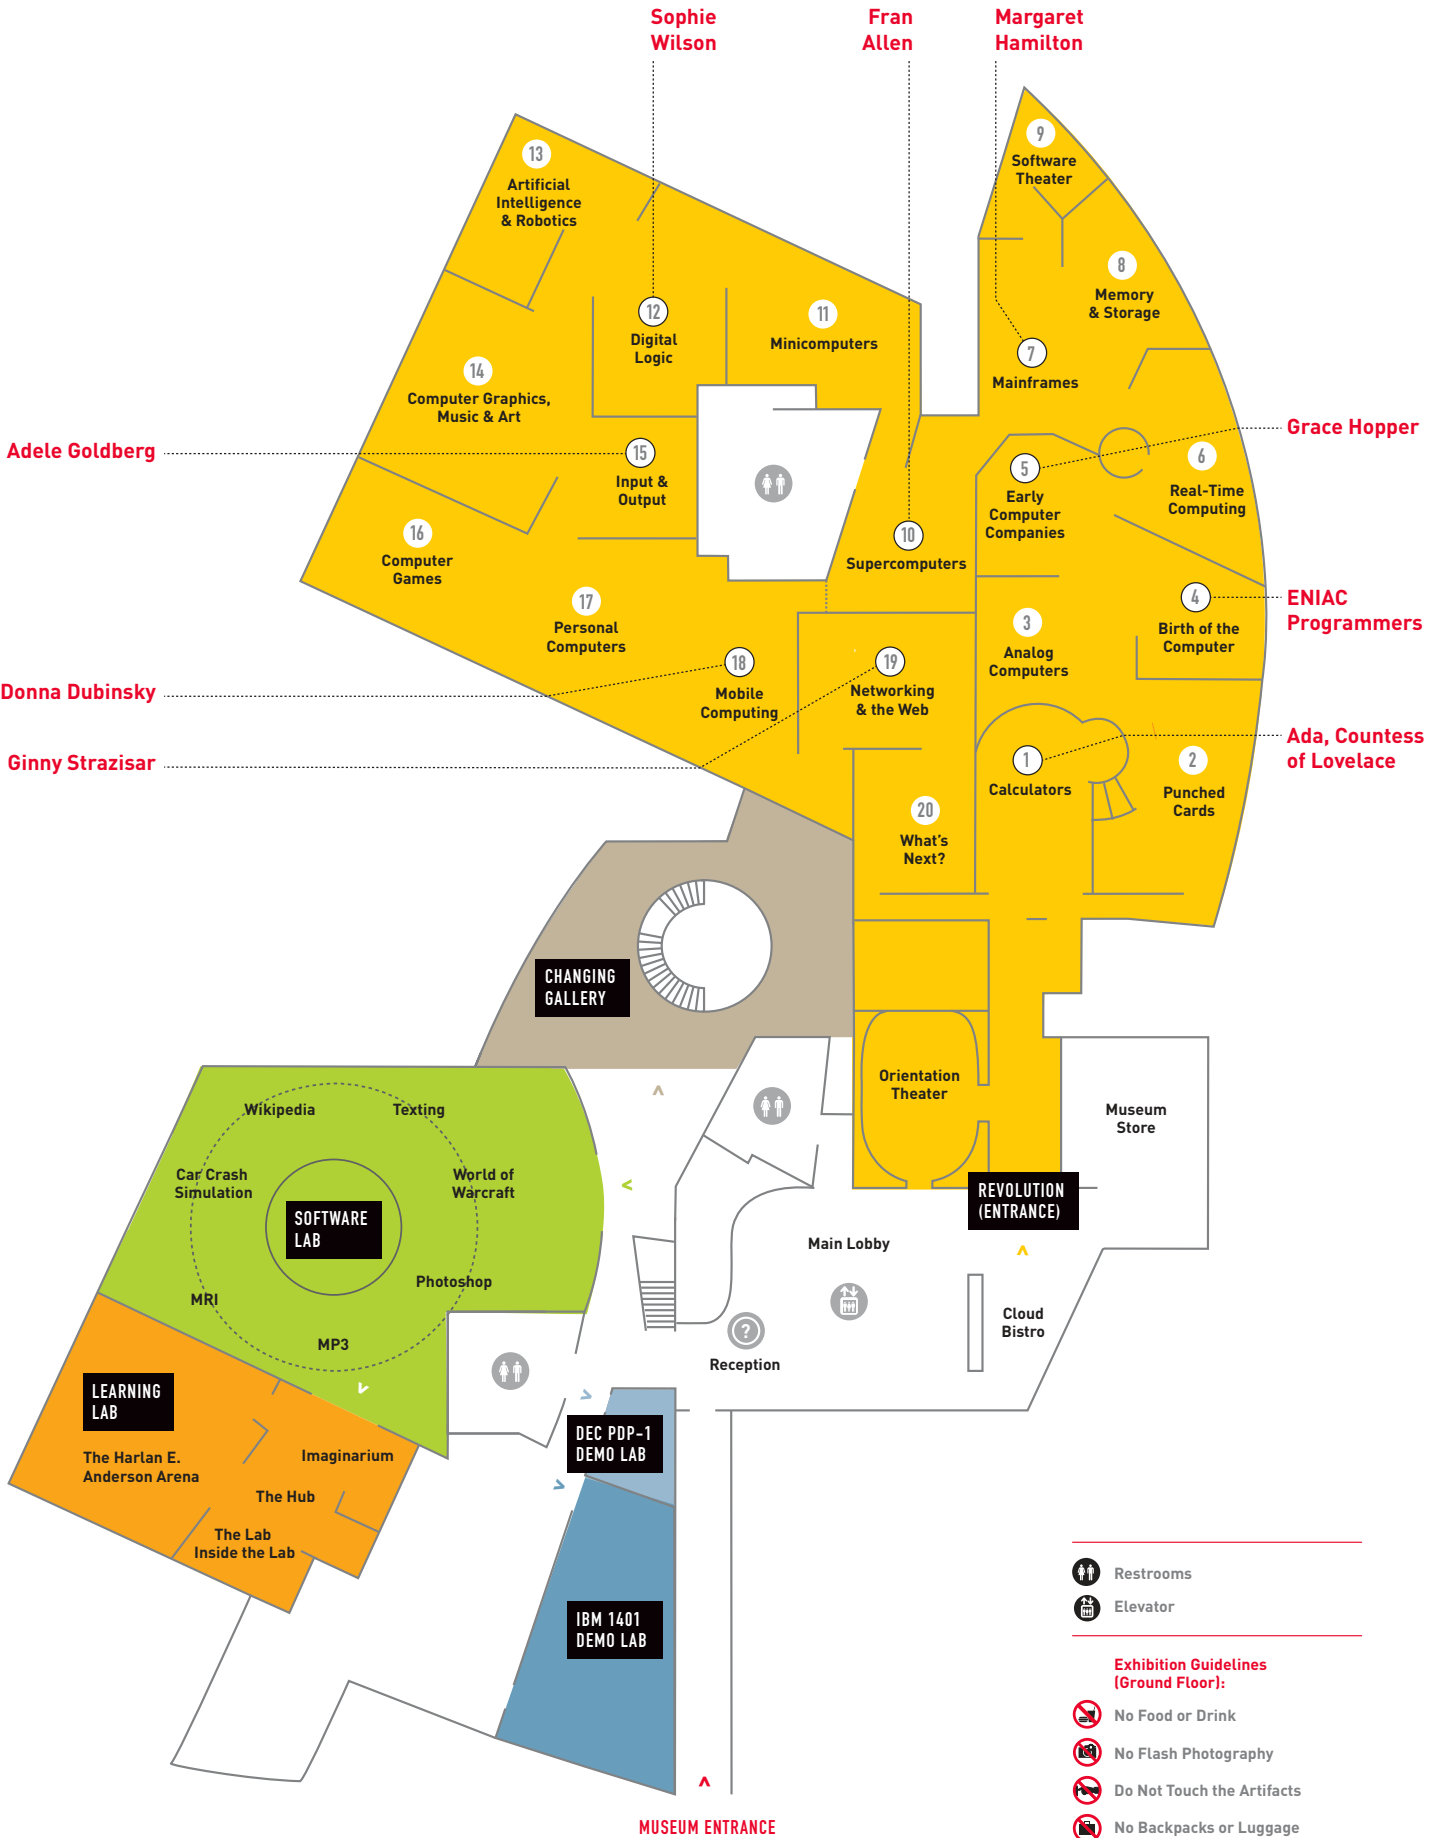 Sophie
Wilson
Fran
Allen
Margaret
Hamilton
9
Software
Theater
13
Artificial
Intelligence
& Robotics
8
Memory
& Storage
12
Digital
Logic
11
Minicomputers
7
Mainframes
14
Computer Graphics,
Music & Art
Grace Hopper
Adele Goldberg
15
Input &
Output
5
Early
Computer
Companies
6
Real-Time
Computing
16
Computer
Games
10
Supercomputers
17
Personal
Computers
3
Analog
Computers
4
Birth of the
Computer
ENIAC
Programmers
Donna Dubinsky
18
Mobile
Computing
19
Networking
& the Web
Ginny Strazisar
1
Calculators
2
Punched
Cards
Ada, Countess
of Lovelace
20
What's
Next?
CHANGING
GALLERY
Orientation
Theater
Museum
Store
Wikipedia
Texting
Car Crash
Simulation
World of
Warcraft
SOFTWARE
LAB
REVOLUTION
(ENTRANCE)
Main Lobby
Photoshop
MRI
MP3
Cloud
Bistro
?
Reception
LEARNING
LAB
The Harlan E.
Anderson Arena
Imaginarium
The Hub
The Lab
Inside the Lab
DEC PDP-1
DEMO LAB
IBM 1401
DEMO LAB
Restrooms
Elevator
Exhibition Guidelines
(Ground Floor):
No Food or Drink
No Flash Photography
Do Not Touch the Artifacts
No Backpacks or Luggage
MUSEUM ENTRANCE